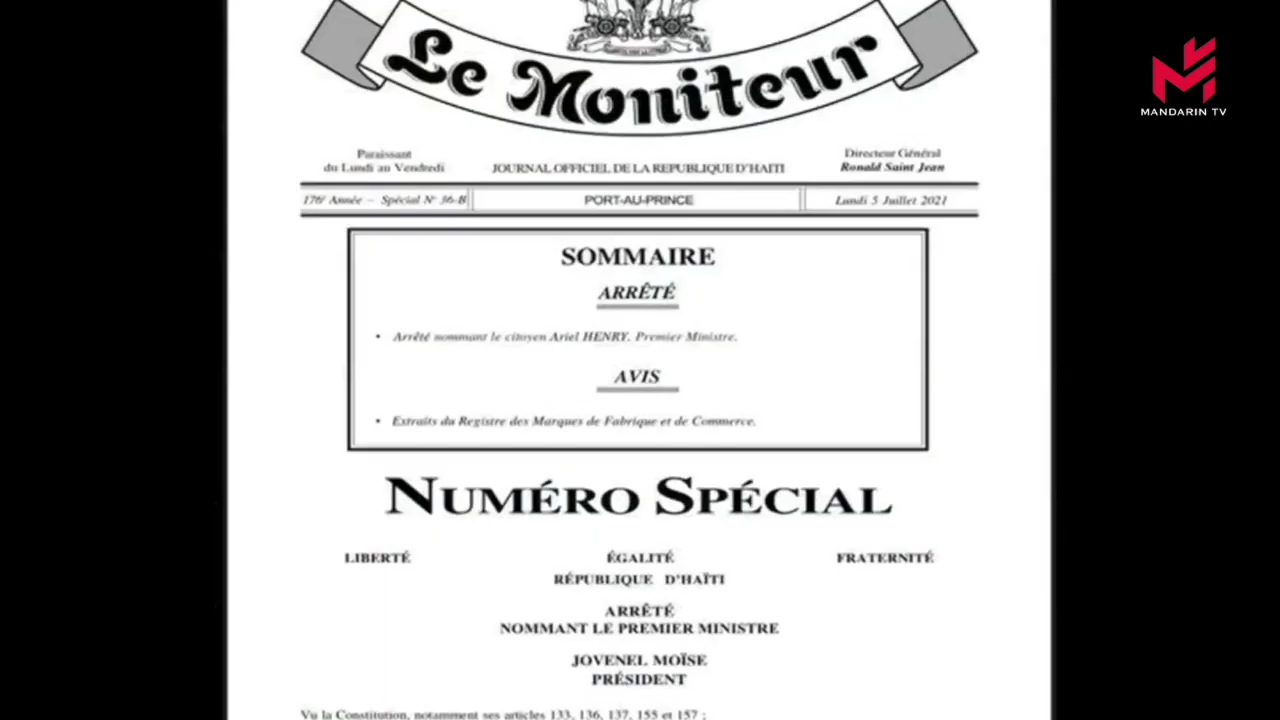 Le Moniteur
MANDARIN TV
Paraissant
du Lundi au Vendredi
JOURNAL OFFICIEL DE LA REPUBLIQUE D'HAITI
Directeur Général
Ronald Saint Jean
176e Année – Spécial No 36-B
PORT-AU-PRINCE
Lundi 5 Juillet 2021
SOMMAIRE
ARRÊTÉ
• Arrêté nommant le citoyen Ariel HENRY, Premier Ministre.
AVIS
• Extraits du Registre des Marques de Fabrique et de Commerce.
NUMÉRO SPÉCIAL
LIBERTÉ ÉGALITÉ FRATERNITÉ
RÉPUBLIQUE D'HAÏTI
ARRÊTÉ
NOMMANT LE PREMIER MINISTRE
JOVENEL MOÏSE
PRÉSIDENT
Vu la Constitution, notamment ses articles 133, 136, 137, 155 et 157 ;